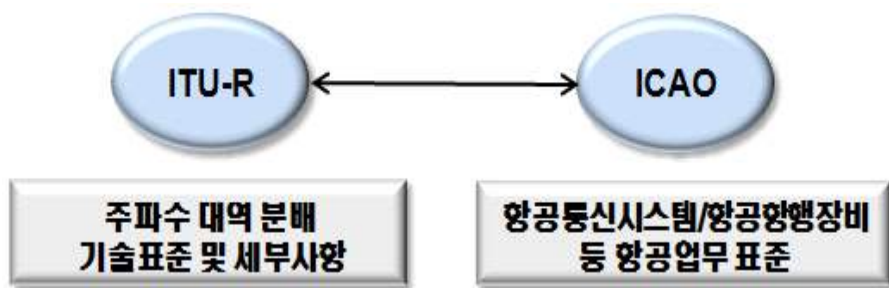 ITU-R
ICAO
주파수 대역 분배
기술표준 및 세부사항
항공통신시스템/항공항행장비
등 항공업무 표준